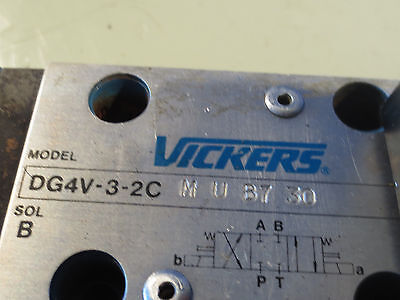 VICKERS®
MODEL
DG4V-3-2C M U B7 30
SOL
B
A B
w w
b a
P T